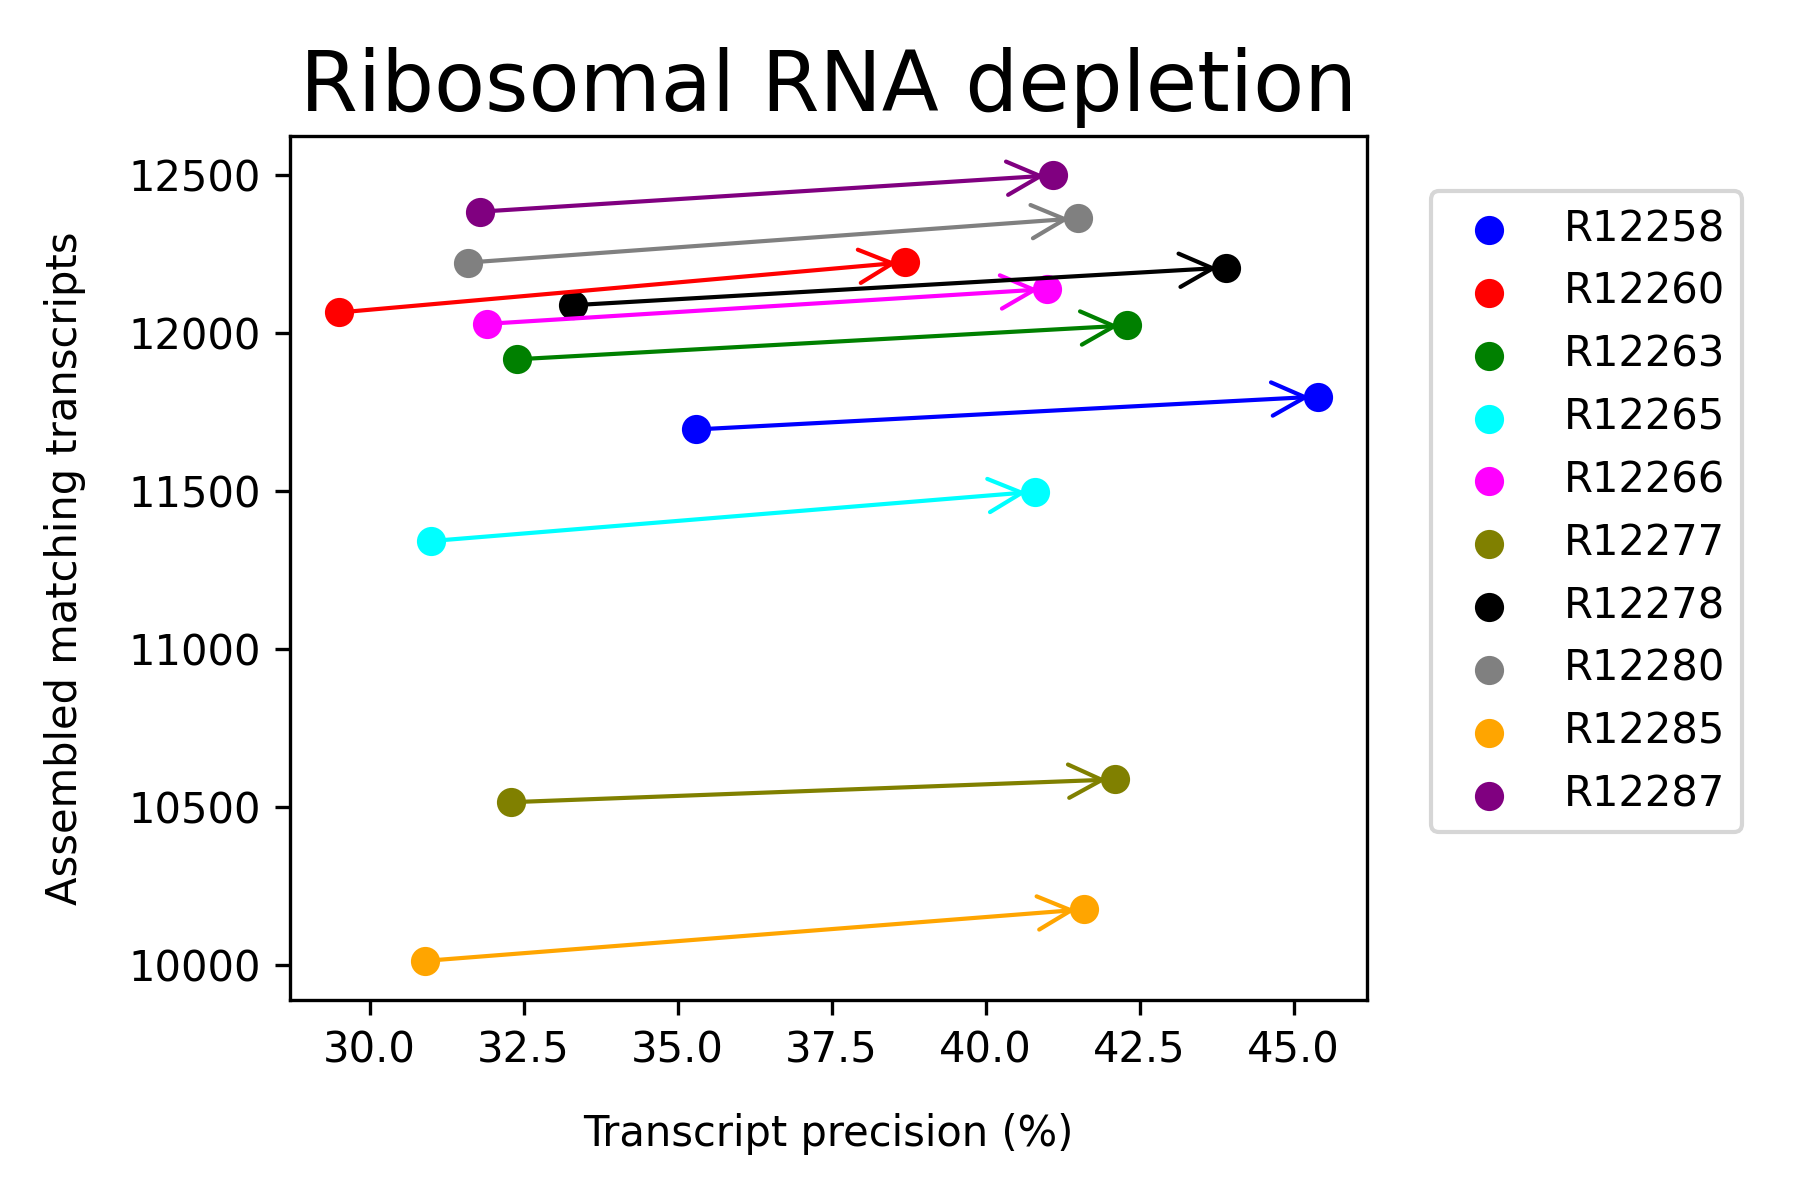 Ribosomal RNA depletion
Assembled matching transcripts
12500
12000
11500
11000
10500
10000
30.0 32.5 35.0 37.5 40.0 42.5 45.0
Transcript precision (%)
R12258
R12260
R12263
R12265
R12266
R12277
R12278
R12280
R12285
R12287